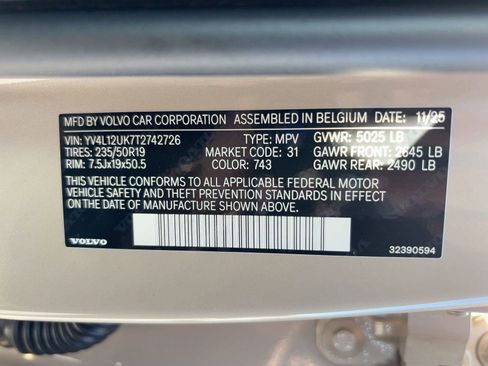 MFD BY VOLVO CAR CORPORATION ASSEMBLED IN BELGIUM DATE: 11/25
VIN: YV4L12UK7T2742726 TYPE: MPV GVWR: 5025 LB
TIRES: 235/50R19 MARKET CODE: 31 GAWR FRONT: 2645 LB
RIM: 7.5Jx19x50.5 COLOR: 743 GAWR REAR: 2490 LB
THIS VEHICLE CONFORMS TO ALL APPLICABLE FEDERAL MOTOR
VEHICLE SAFETY AND THEFT PREVENTION STANDARDS IN EFFECT
ON THE DATE OF MANUFACTURE SHOWN ABOVE.
VOLVO 32390594